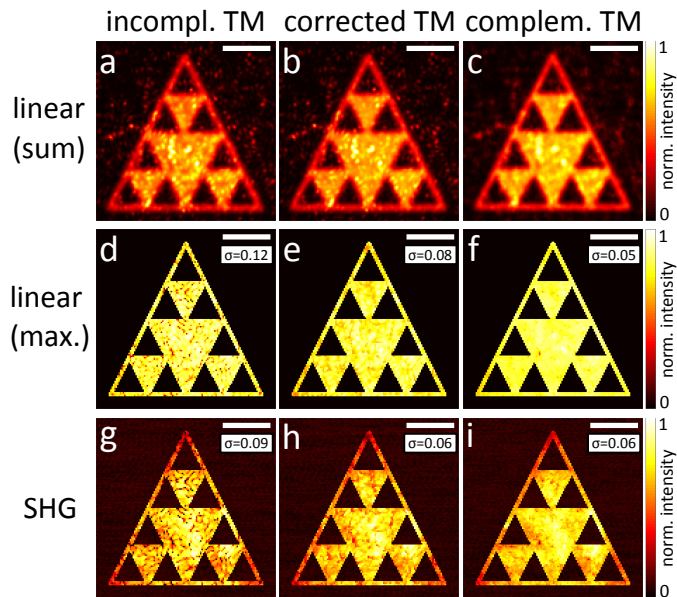 incompl. TM corrected TM complem. TM
linear
(sum)
a b c
1
norm. intensity
0
linear
(max.)
d σ=0.12 e σ=0.08 f σ=0.05
1
norm. intensity
0
SHG
g σ=0.09 h σ=0.06 i σ=0.06
1
norm. intensity
0